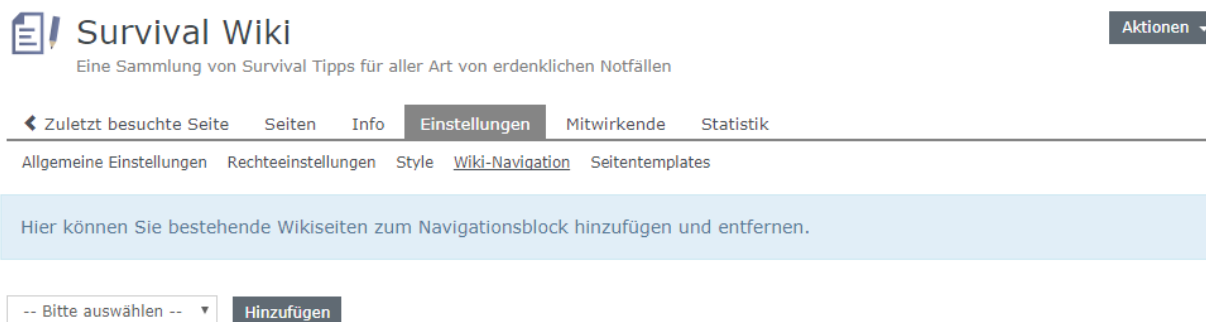 Survival Wiki
Aktionen
Eine Sammlung von Survival Tipps für aller Art von erdenklichen Notfällen
Zuletzt besuchte Seite Seiten Info Einstellungen Mitwirkende Statistik
Allgemeine Einstellungen Rechteeinstellungen Style Wiki-Navigation Seitentemplates
Hier können Sie bestehende Wikiseiten zum Navigationsblock hinzufügen und entfernen.
-- Bitte auswählen -- Hinzufügen